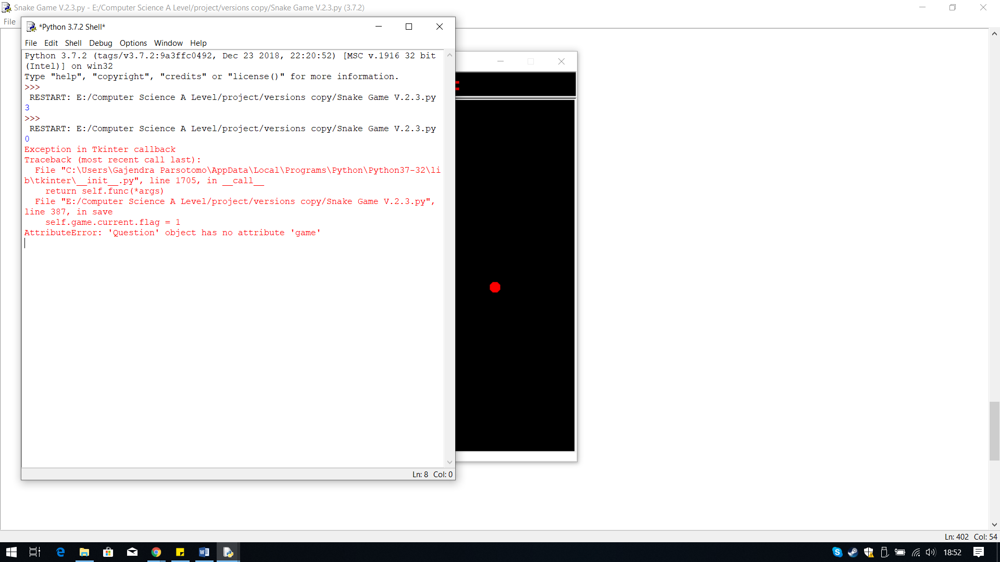 Snake Game V.2.3.py - E:/Computer Science A Level/project/versions copy/Snake Game V.2.3.py (3.7.2)
File
*Python 3.7.2 Shell*
File Edit Shell Debug Options Window Help
Python 3.7.2 (tags/v3.7.2:9a3ffc0492, Dec 23 2018, 22:20:52) [MSC v.1916 32 bit
(Intel)] on win32
Type "help", "copyright", "credits" or "license()" for more information.
>>>
RESTART: E:/Computer Science A Level/project/versions copy/Snake Game V.2.3.py
3
>>>
RESTART: E:/Computer Science A Level/project/versions copy/Snake Game V.2.3.py
0
Exception in Tkinter callback
Traceback (most recent call last):
  File "C:\Users\Gajendra Parsotomo\AppData\Local\Programs\Python\Python37-32\li
b\tkinter\__init__.py", line 1705, in __call__
    return self.func(*args)
  File "E:/Computer Science A Level/project/versions copy/Snake Game V.2.3.py",
line 387, in save
    self.game.current.flag = 1
AttributeError: 'Question' object has no attribute 'game'
Ln: 8 Col: 0
Ln: 402 Col: 54
18:52